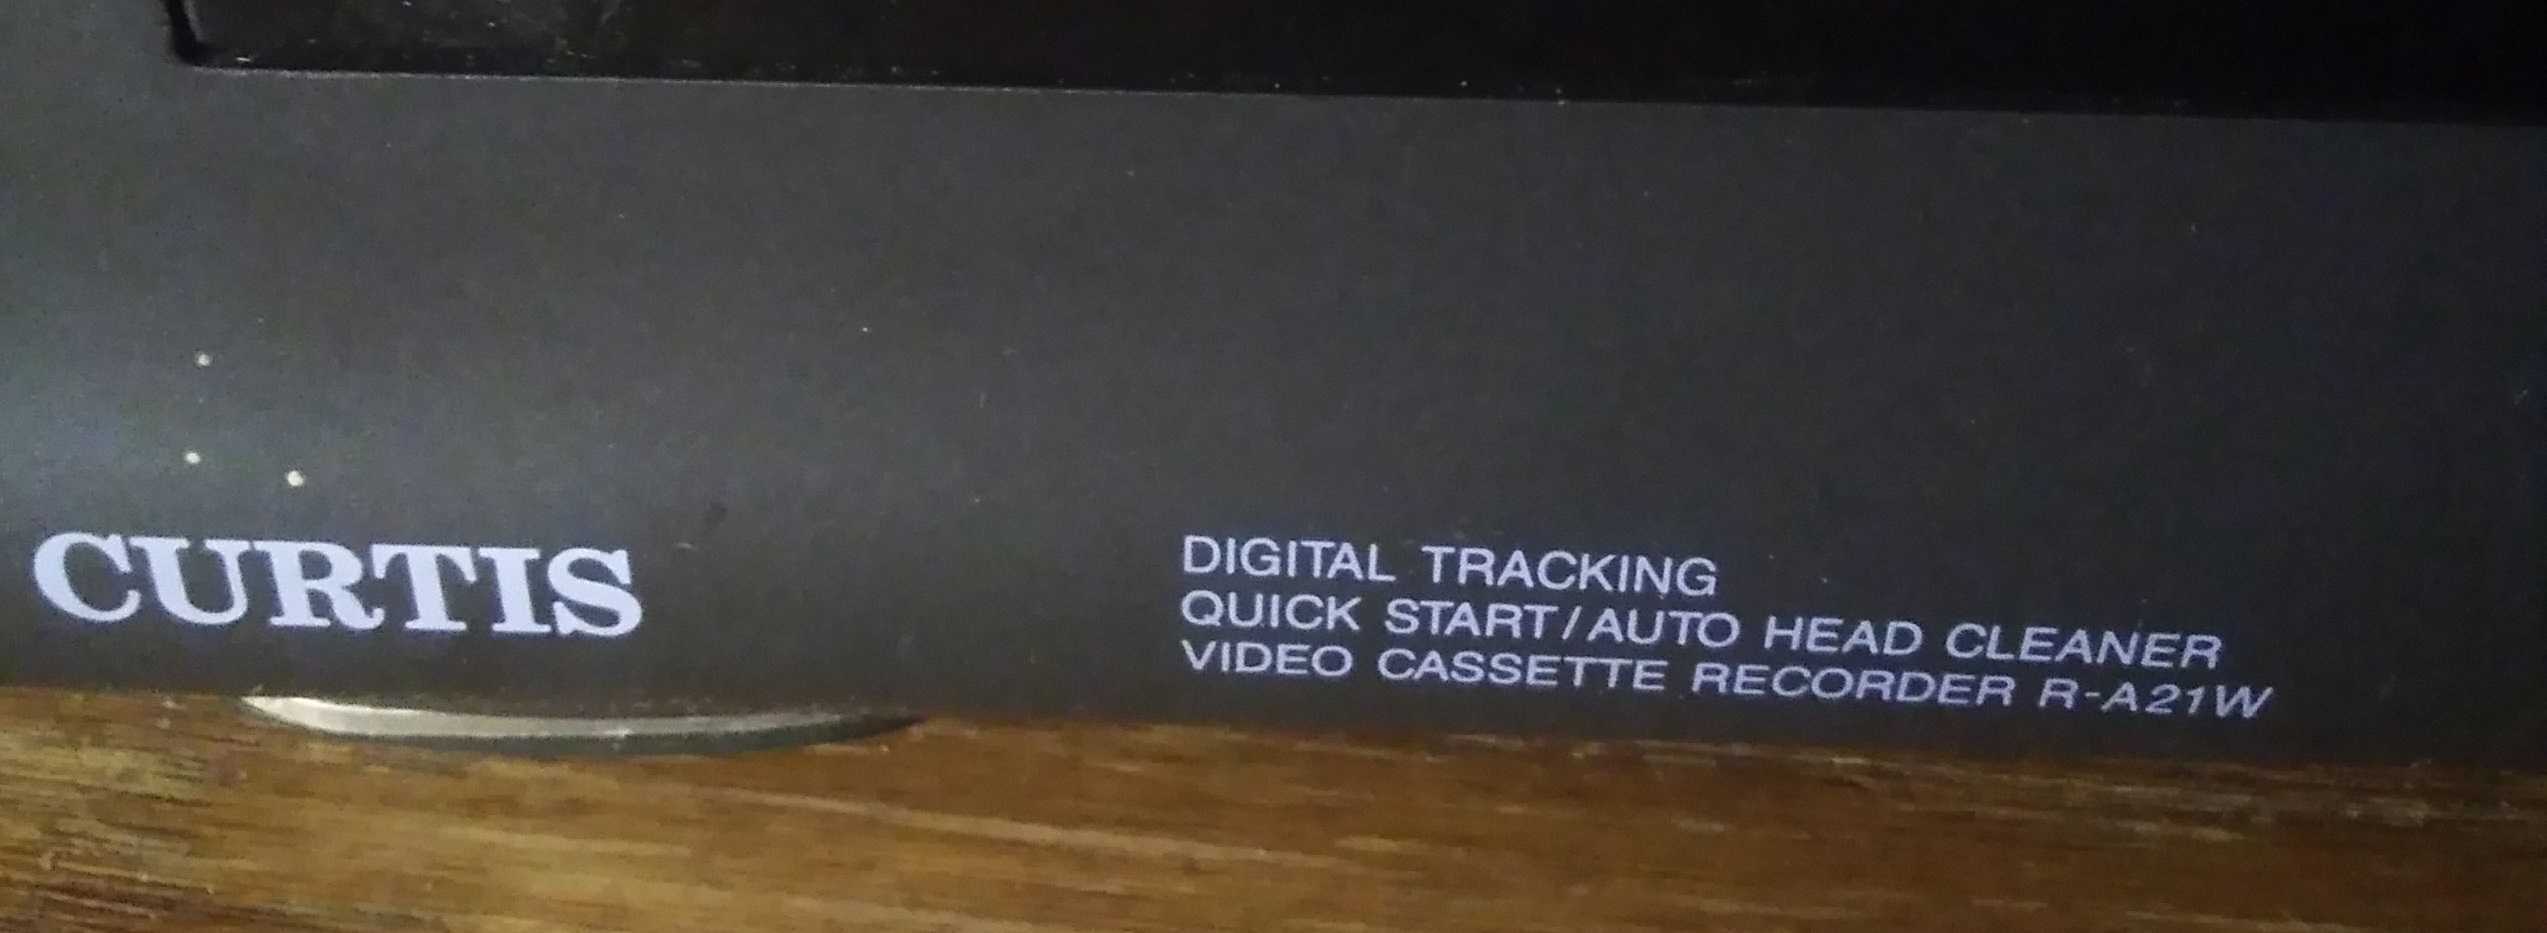 CURTIS
DIGITAL TRACKING
QUICK START/AUTO HEAD CLEANER
VIDEO CASSETTE RECORDER R-A21W